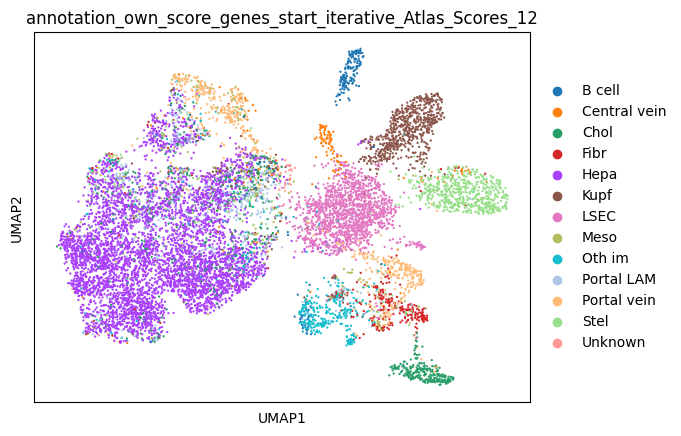 annotation_own_score_genes_start_iterative_Atlas_Scores_12
UMAP2
UMAP1
B cell
Central vein
Chol
Fibr
Hepa
Kupf
LSEC
Meso
Oth im
Portal LAM
Portal vein
Stel
Unknown